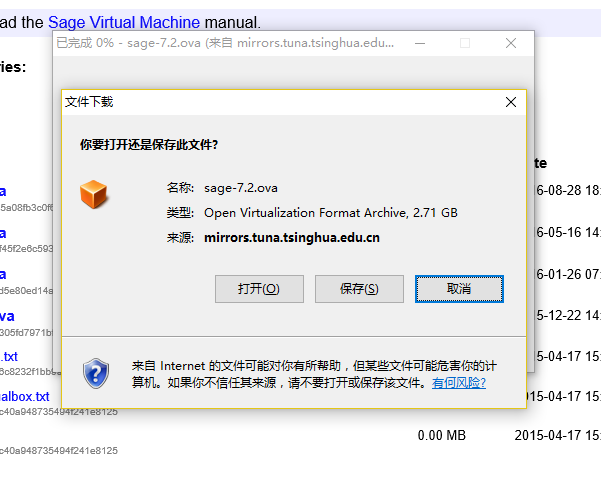 ad the Sage Virtual Machine manual.
已完成 0% - sage-7.2.ova (来自 mirrors.tuna.tsinghua.edu...
ries:
文件下载
你要打开还是保存此文件?
名称: sage-7.2.ova
类型: Open Virtualization Format Archive, 2.71 GB
来源: mirrors.tuna.tsinghua.edu.cn
打开(O) 保存(S) 取消
来自 Internet 的文件可能对你有所帮助，但某些文件可能危害你的计
算机。如果你不信任其来源，请不要打开或保存该文件。有何风险?
te
a 6-08-28 18:
5a08fb3c0f6
a 6-05-16 14:
f45f2e6c593
a 6-01-26 07:
d5e80ed14a
va 5-12-22 14:
305fd7971b
.txt 5-04-17 15:
6c8232f1bb9
albox.txt 015-04-17 15:
c40a948735494f241e8125
0.00 MB 2015-04-17 15:
c40a948735494f241e8125